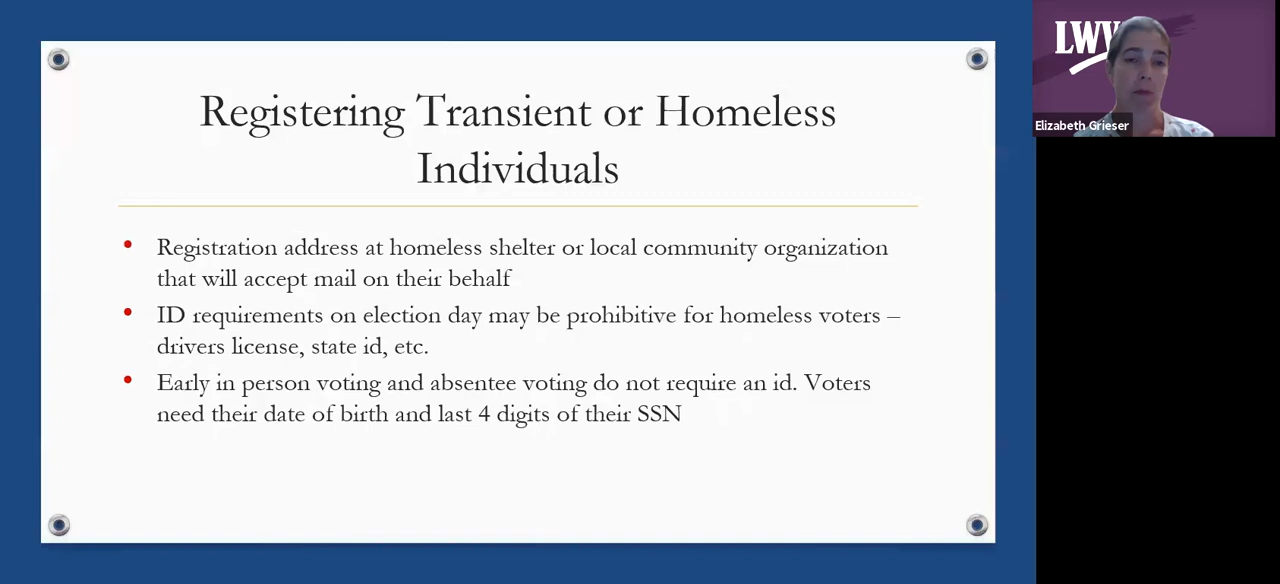 Registering Transient or Homeless
Individuals
Registration address at homeless shelter or local community organization
that will accept mail on their behalf
ID requirements on election day may be prohibitive for homeless voters –
drivers license, state id, etc.
Early in person voting and absentee voting do not require an id. Voters
need their date of birth and last 4 digits of their SSN
LWV
Elizabeth Grieser